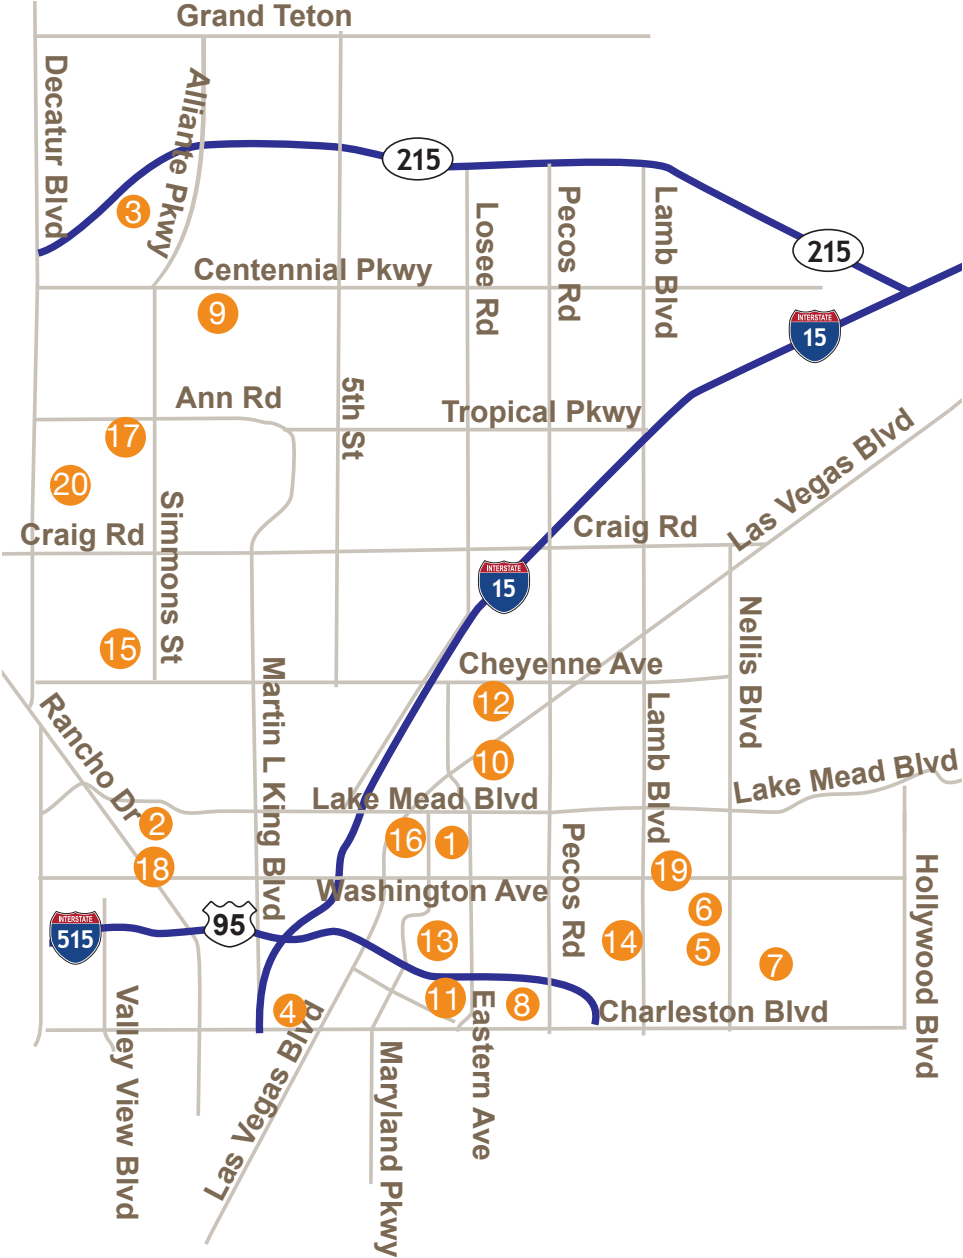 Grand Teton
Decatur Blvd
Alliante Pkwy
215
3
Losee Rd
Pecos Rd
Lamb Blvd
215
Centennial Pkwy
9
INTERSTATE
15
Ann Rd
5th St
Tropical Pkwy
17
Las Vegas Blvd
20
Simmons St
Craig Rd
Craig Rd
INTERSTATE
15
15
Nellis Blvd
Cheyenne Ave
Martin L King Blvd
Rancho Dr
12
Lamb Blvd
10
Lake Mead Blvd
Lake Mead Blvd
2
16
1
Pecos Rd
18
19
Hollywood Blvd
Washington Ave
6
INTERSTATE
515
95
13
14
5
7
11
8
4
Eastern Ave
Charleston Blvd
Valley View Blvd
Las Vegas Blvd
Maryland Pkwy